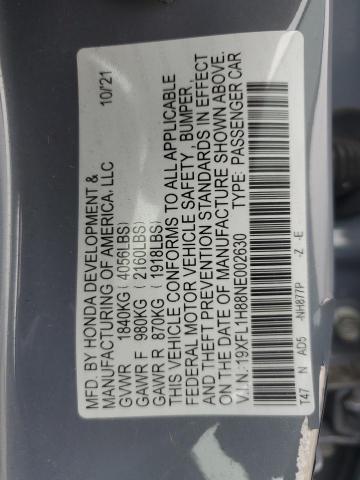 MFD. BY HONDA DEVELOPMENT & 10/'21
MANUFACTURING OF AMERICA, LLC
GVWR 1840KG ( 4056LBS)
GAWR F 980KG ( 2160LBS)
GAWR R 870KG ( 1918LBS)
THIS VEHICLE CONFORMS TO ALL APPLICABLE
FEDERAL MOTOR VEHICLE SAFETY , BUMPER ,
AND THEFT PREVENTION STANDARDS IN EFFECT
ON THE DATE OF MANUFACTURE SHOWN ABOVE.
V.I.N.: 19XFL1H88NE002630 TYPE: PASSENGER CAR
T47 N AD5 -NH877P -Z -E